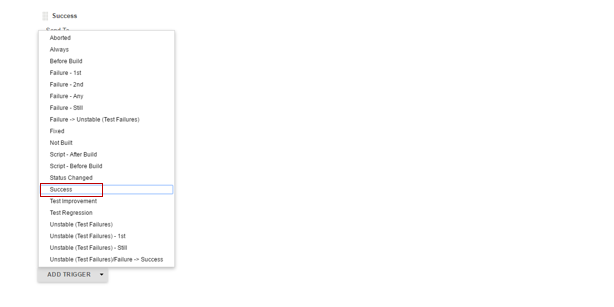 Success
Send To
Aborted
Always
Before Build
Failure - 1st
Failure - 2nd
Failure - Any
Failure - Still
Failure -> Unstable (Test Failures)
Fixed
Not Built
Script - After Build
Script - Before Build
Status Changed
Success
Test Improvement
Test Regression
Unstable (Test Failures)
Unstable (Test Failures) - 1st
Unstable (Test Failures) - Still
Unstable (Test Failures)/Failure -> Success
ADD TRIGGER